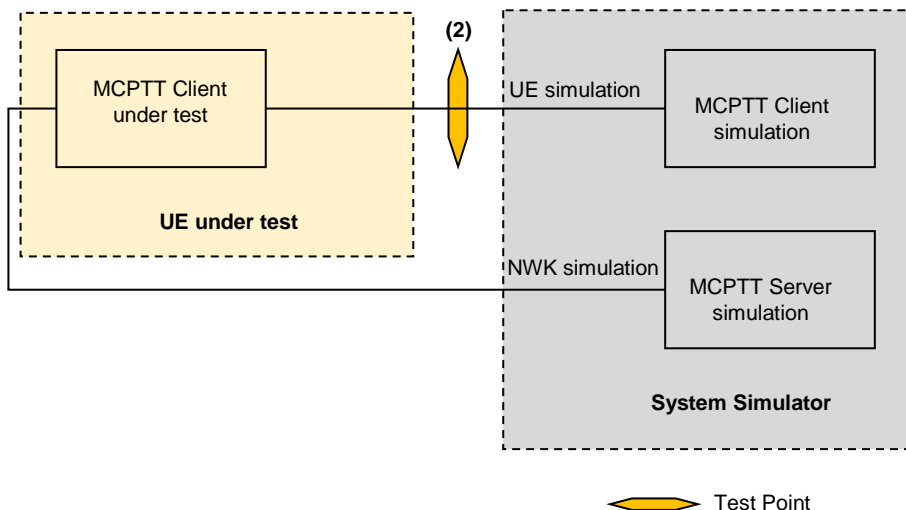 (2)
MCPTT Client
under test
UE simulation
MCPTT Client
simulation
UE under test
NWK simulation
MCPTT Server
simulation
System Simulator
Test Point